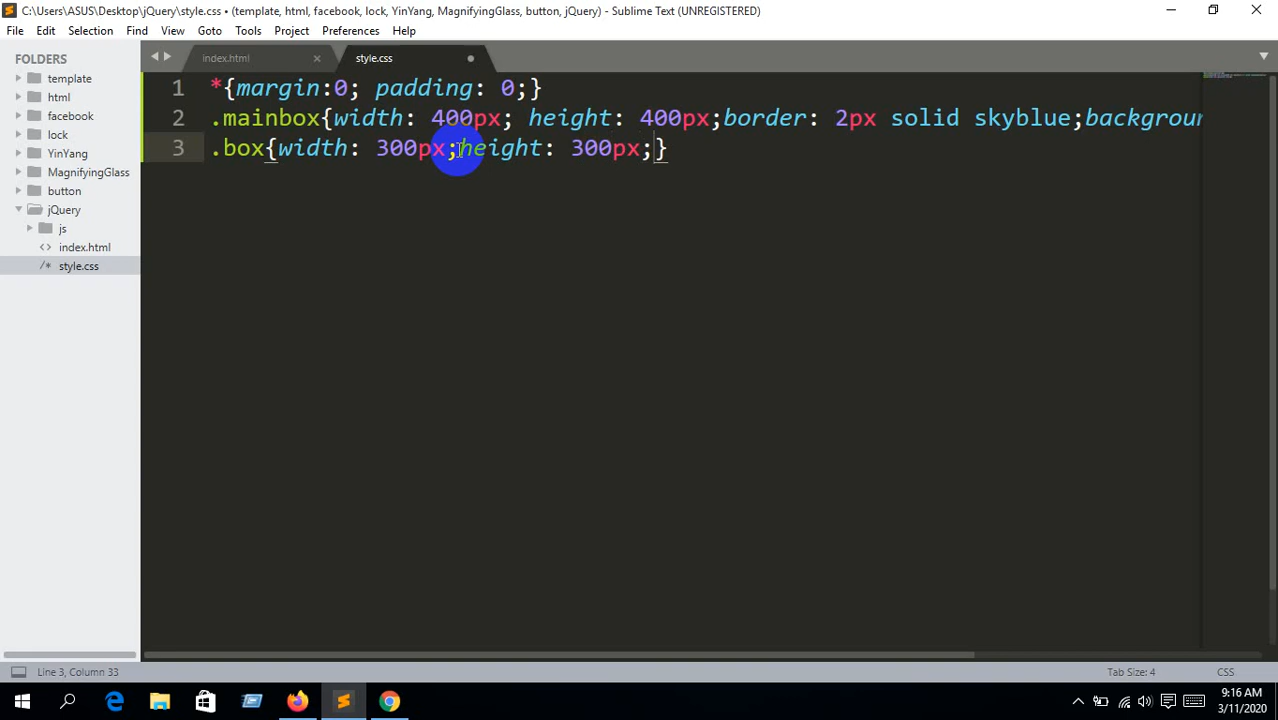 C:\Users\ASUS\Desktop\jQuery\style.css • (template, html, facebook, lock, YinYang, MagnifyingGlass, button, jQuery) - Sublime Text (UNREGISTERED)
File Edit Selection Find View Goto Tools Project Preferences Help
FOLDERS
template
html
facebook
lock
YinYang
MagnifyingGlass
button
jQuery
js
<> index.html
/* style.css
index.html ×
style.css
1 *{margin:0; padding: 0;}
2 .mainbox{width: 400px; height: 400px;border: 2px solid skyblue;backgroun
3 .box{width: 300px;height: 300px;}
Line 3, Column 33
Tab Size: 4
CSS
9:16 AM
3/11/2020